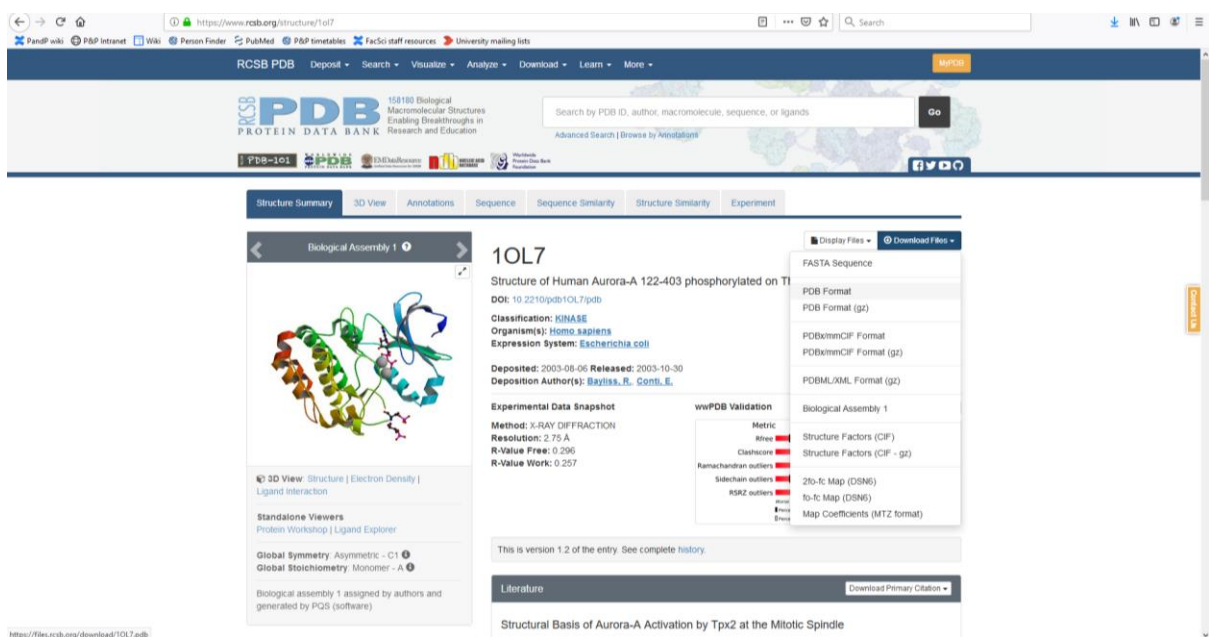 https://www.rcsb.org/structure/1ol7
Search
PandP wiki P&P Intranet Wiki Person Finder PubMed P&P timetables FacSci staff resources University mailing lists
RCSB PDB Deposit Search Visualize Analyze Download Learn More MyPDB
RCSB PDB
PROTEIN DATA BANK
158180 Biological
Macromolecular Structures
Enabling Breakthroughs in
Research and Education
Search by PDB ID, author, macromolecule, sequence, or ligands
Go
Advanced Search | Browse by Annotations
PDB-101 PDB EMDataResource Worldwide Protein Data Bank Foundation
Structure Summary 3D View Annotations Sequence Sequence Similarity Structure Similarity Experiment
Biological Assembly 1
3D View: Structure | Electron Density |
Ligand Interaction
Standalone Viewers
Protein Workshop | Ligand Explorer
Global Symmetry: Asymmetric - C1
Global Stoichiometry: Monomer - A
Biological assembly 1 assigned by authors and
generated by PQS (software)
Display Files Download Files
1OL7
Structure of Human Aurora-A 122-403 phosphorylated on
DOI: 10.2210/pdb1OL7/pdb
Classification: KINASE
Organism(s): Homo sapiens
Expression System: Escherichia coli
Deposited: 2003-08-06 Released: 2003-10-30
Deposition Author(s): Bayliss, R., Conti, E.
Experimental Data Snapshot
Method: X-RAY DIFFRACTION
Resolution: 2.75 Å
R-Value Free: 0.296
R-Value Work: 0.257
wwPDB Validation
Metric
Rfree
Clashscore
Ramachandran outliers
Sidechain outliers
RSRZ outliers
FASTA Sequence
PDB Format
PDB Format (gz)
PDBx/mmCIF Format
PDBx/mmCIF Format (gz)
PDBML/XML Format (gz)
Biological Assembly 1
Structure Factors (CIF)
Structure Factors (CIF - gz)
2fo-fc Map (DSN6)
fo-fc Map (DSN6)
Map Coefficients (MTZ format)
This is version 1.2 of the entry. See complete history.
Literature
Download Primary Citation
Structural Basis of Aurora-A Activation by Tpx2 at the Mitotic Spindle
Contact Us
https://files.rcsb.org/download/1OL7.pdb